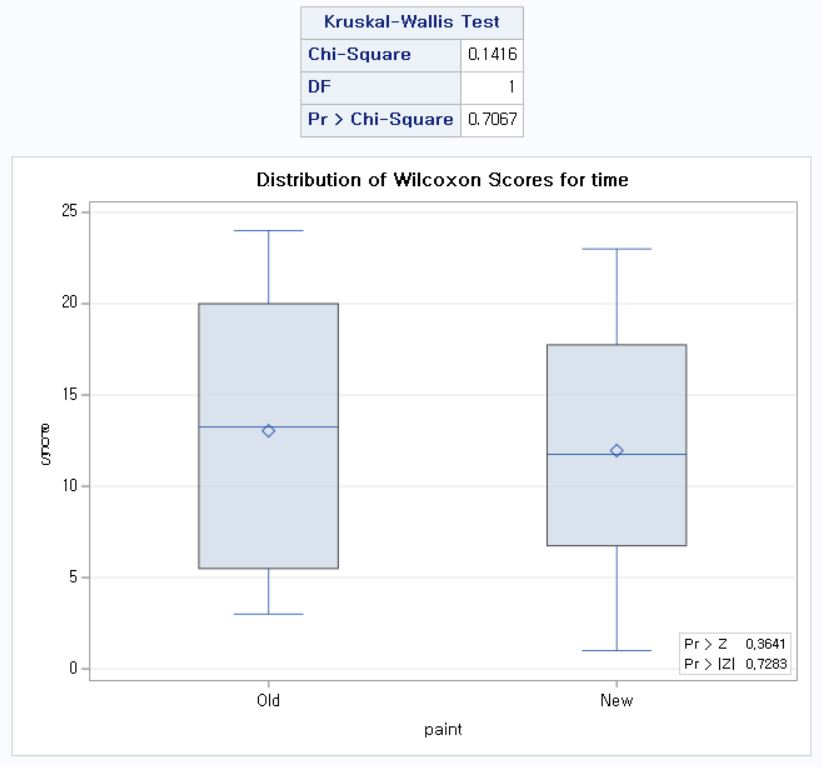 Kruskal-Wallis Test
Chi-Square 0.1416
DF 1
Pr > Chi-Square 0.7067
Distribution of Wilcoxon Scores for time
25
20
15
10
5
0
Score
Pr > Z 0,3641
Pr > |Z| 0,7283
Old New
paint